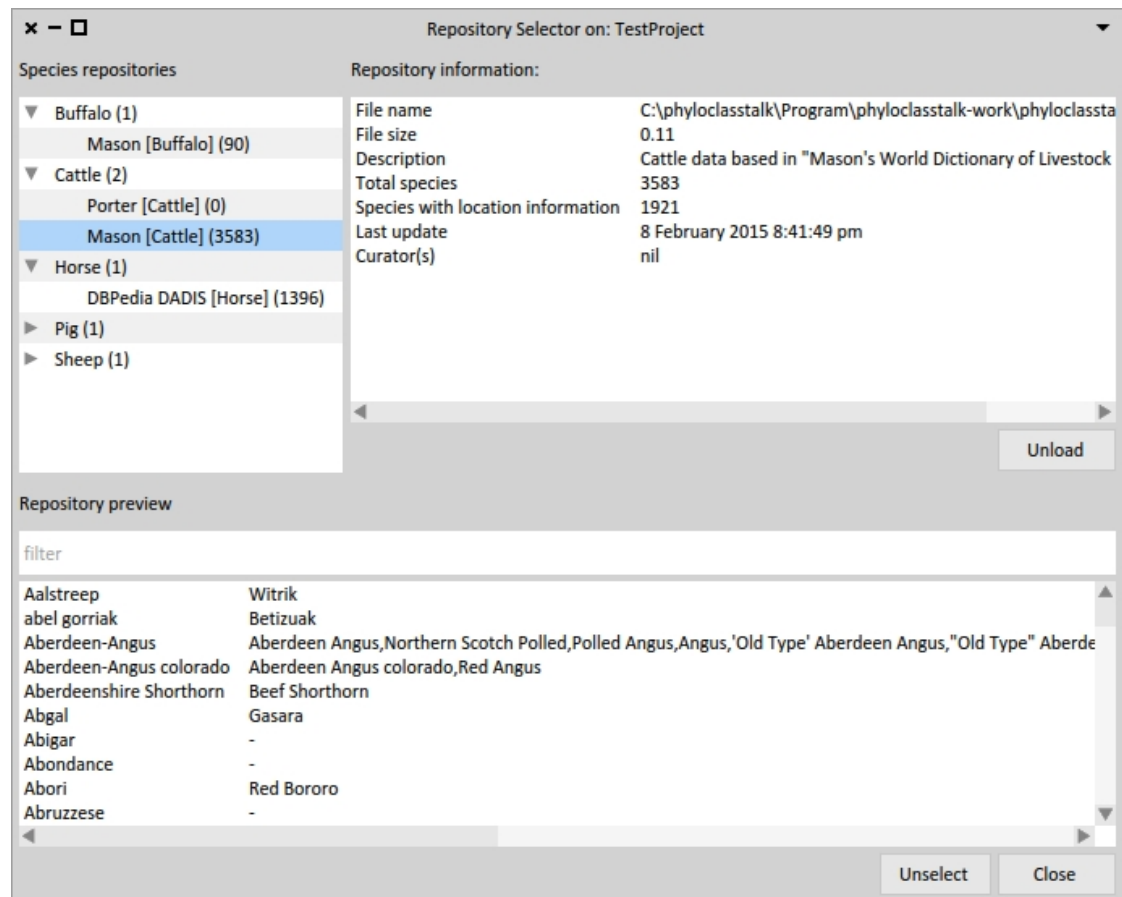 Repository Selector on: TestProject
Species repositories
Buffalo (1)
Mason [Buffalo] (90)
Cattle (2)
Porter [Cattle] (0)
Mason [Cattle] (3583)
Horse (1)
DBPedia DADIS [Horse] (1396)
Pig (1)
Sheep (1)
Repository information:
File name C:\phyloclasstalk\Program\phyloclasstalk-work\phyloclassta
File size 0.11
Description Cattle data based in "Mason's World Dictionary of Livestock
Total species 3583
Species with location information 1921
Last update 8 February 2015 8:41:49 pm
Curator(s) nil
Unload
Repository preview
filter
Aalstreep Witrik
abel gorriak Betizuak
Aberdeen-Angus Aberdeen Angus,Northern Scotch Polled,Polled Angus,Angus,'Old Type' Aberdeen Angus,"Old Type" Aberde
Aberdeen-Angus colorado Aberdeen Angus colorado,Red Angus
Aberdeenshire Shorthorn Beef Shorthorn
Abgal Gasara
Abigar -
Abondance -
Abori Red Bororo
Abruzzese -
Unselect Close